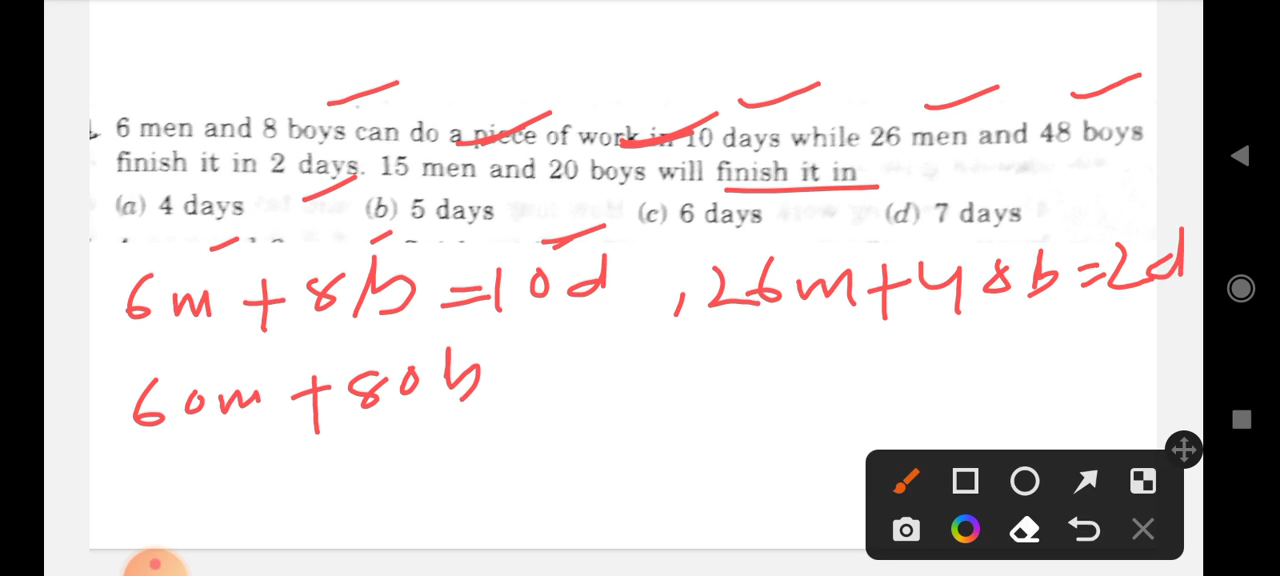 6 men and 8 boys can do a piece of work in 10 days while 26 men and 48 boys
finish it in 2 days. 15 men and 20 boys will finish it in
(a) 4 days (b) 5 days (c) 6 days (d) 7 days
6m + 8b = 10d , 26m + 48b = 2d
60m + 80b